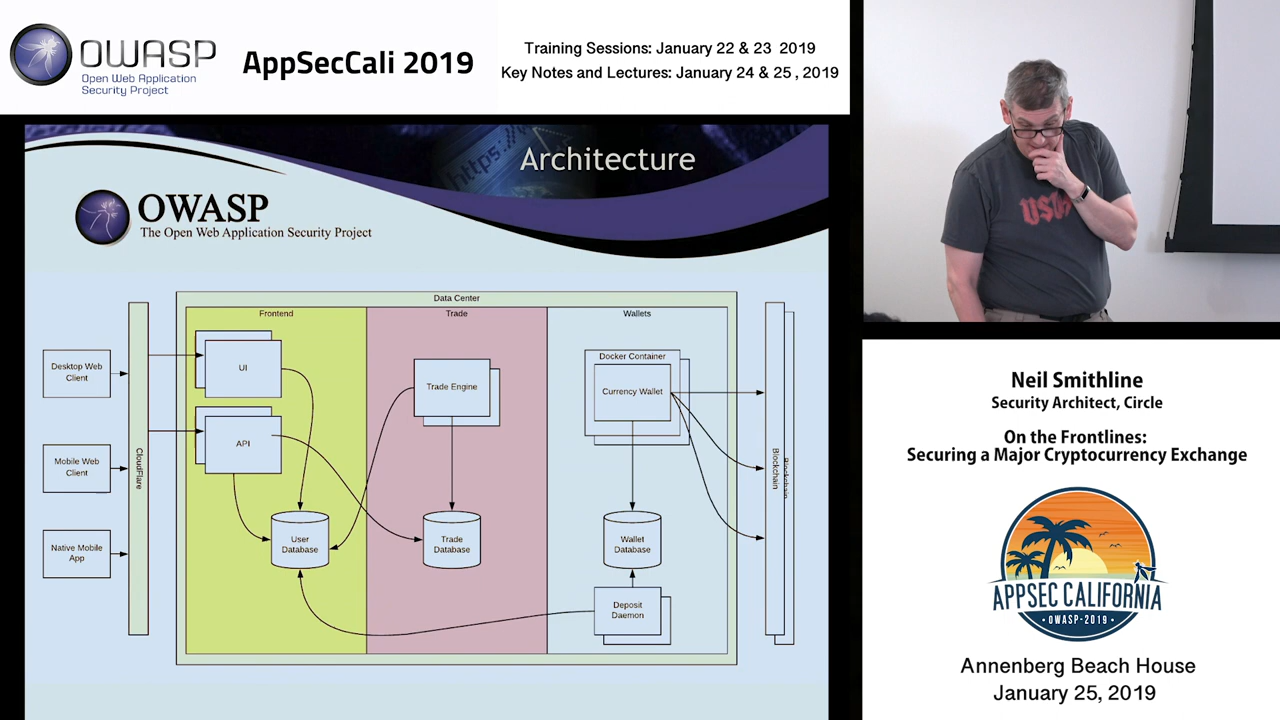 OWASP
Open Web Application
Security Project
AppSecCali 2019
Training Sessions: January 22 & 23 2019
Key Notes and Lectures: January 24 & 25 , 2019
https://
Architecture
OWASP
The Open Web Application Security Project
Data Center
Frontend
Trade
Wallets
Desktop Web
Client
Mobile Web
Client
Native Mobile
App
CloudFlare
UI
API
User
Database
Trade Engine
Trade
Database
Docker Container
Currency Wallet
Wallet
Database
Deposit
Daemon
Blockchain
Blockchain
Neil Smithline
Security Architect, Circle
On the Frontlines:
Securing a Major Cryptocurrency Exchange
APPSEC CALIFORNIA
• OWASP-2019 •
Annenberg Beach House
January 25, 2019